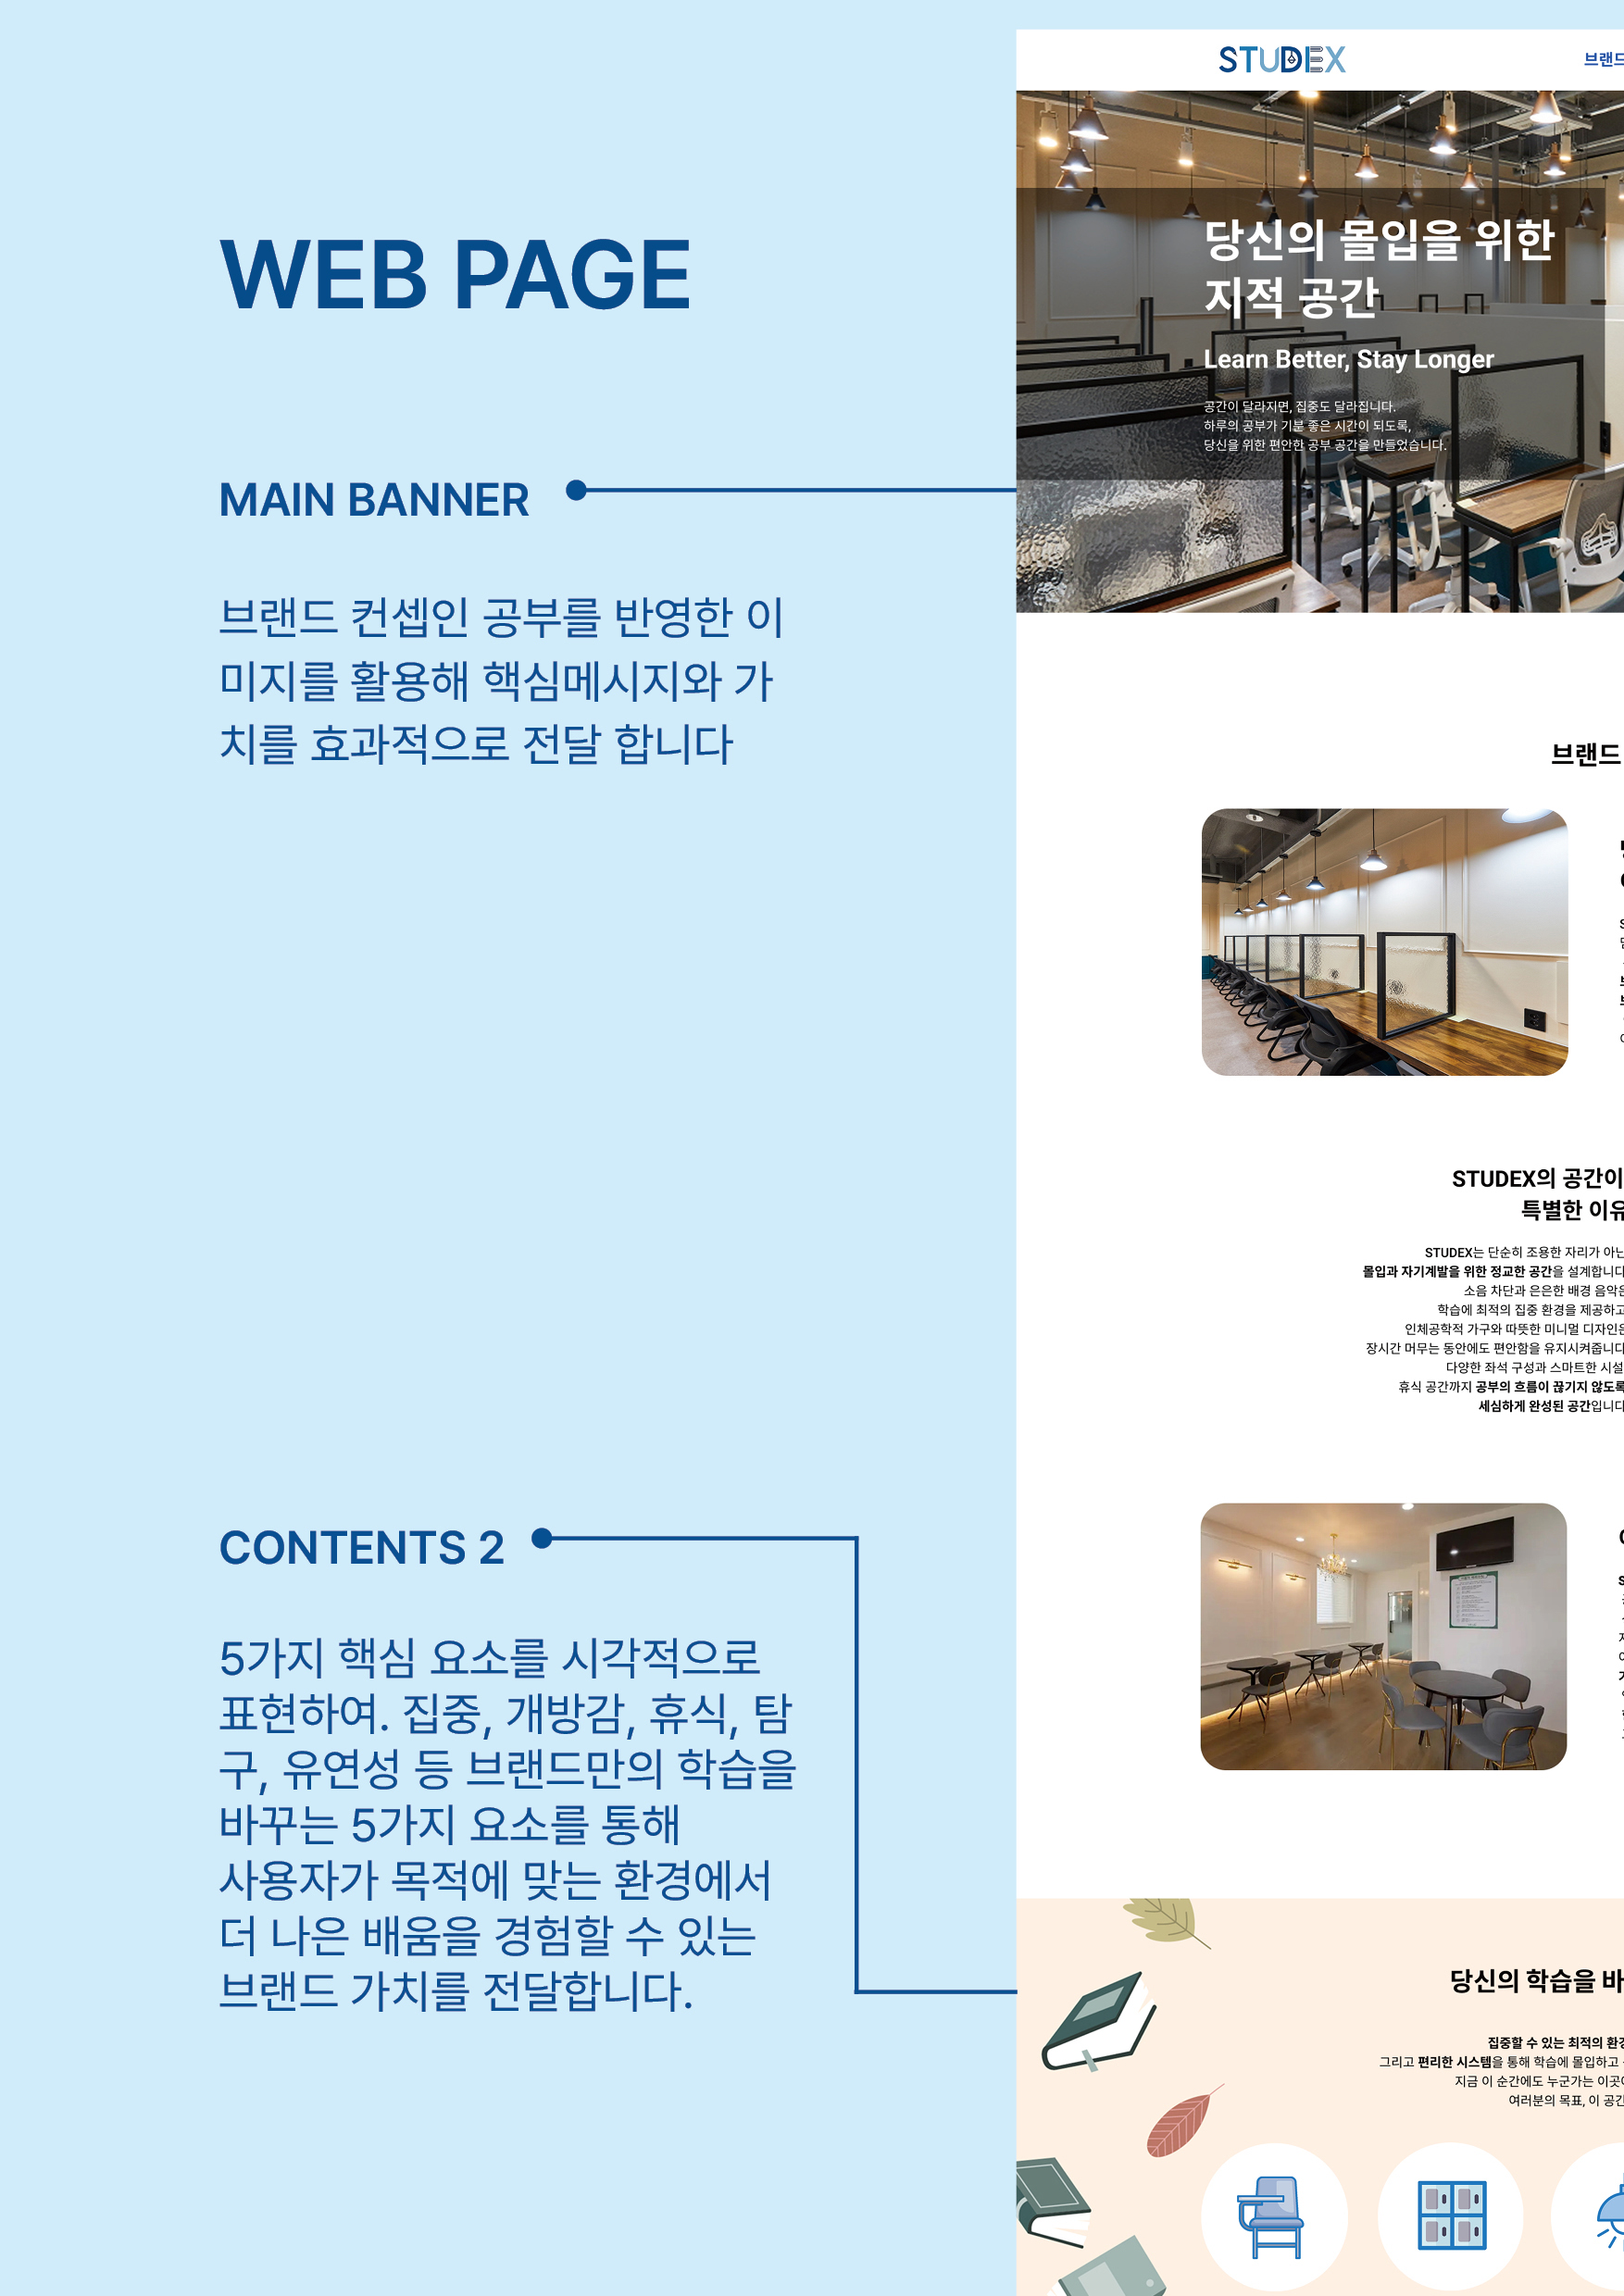 WEB PAGE
MAIN BANNER
브랜드 컨셉인 공부를 반영한 이
미지를 활용해 핵심메시지와 가
치를 효과적으로 전달 합니다
CONTENTS 2
5가지 핵심 요소를 시각적으로
표현하여. 집중, 개방감, 휴식, 탐
구, 유연성 등 브랜드만의 학습을
바꾸는 5가지 요소를 통해
사용자가 목적에 맞는 환경에서
더 나은 배움을 경험할 수 있는
브랜드 가치를 전달합니다.
STUDEX
브랜드
당신의 몰입을 위한
지적 공간
Learn Better, Stay Longer
공간이 달라지면, 집중도 달라집니다.
하루의 공부가 기분 좋은 시간이 되도록,
당신을 위한 편안한 공부 공간을 만들었습니다.
브랜드
STUDEX의 공간이
특별한 이유
STUDEX는 단순히 조용한 자리가 아닌
몰입과 자기계발을 위한 정교한 공간을 설계합니다
소음 차단과 은은한 배경 음악은
학습에 최적의 집중 환경을 제공하고
인체공학적 가구와 따뜻한 미니멀 디자인은
장시간 머무는 동안에도 편안함을 유지시켜줍니다
다양한 좌석 구성과 스마트한 시설
휴식 공간까지 공부의 흐름이 끊기지 않도록
세심하게 완성된 공간입니다
당신의 학습을 바
집중할 수 있는 최적의 환경
그리고 편리한 시스템을 통해 학습에 몰입하고
지금 이 순간에도 누군가는 이곳에
여러분의 목표, 이 공간